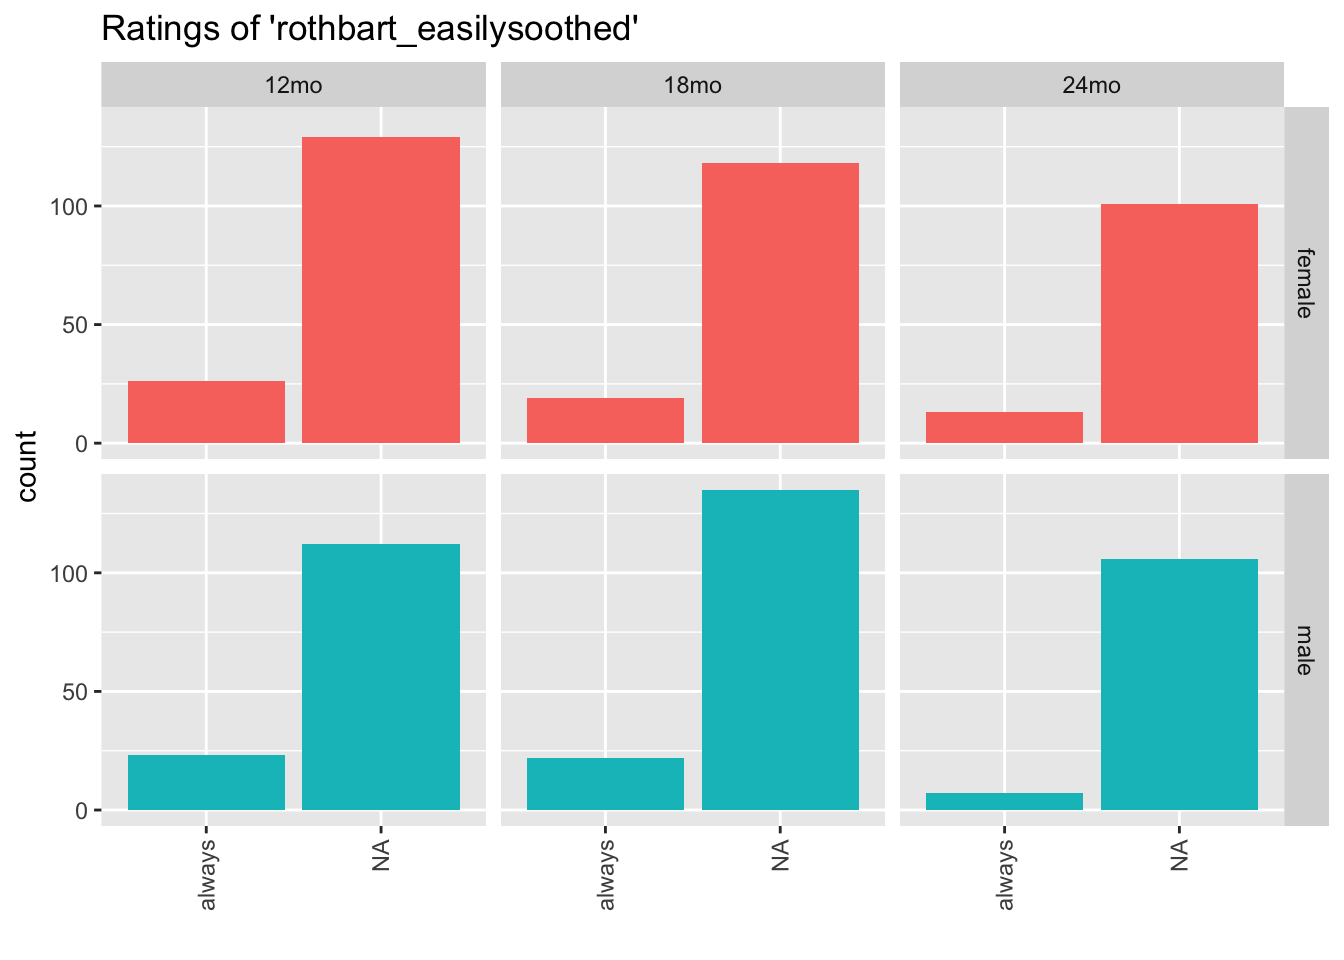 Ratings of 'rothbart_easilysoothed'
12mo
18mo
24mo
100
50
0
female
count
100
50
0
male
always
NA
always
NA
always
NA